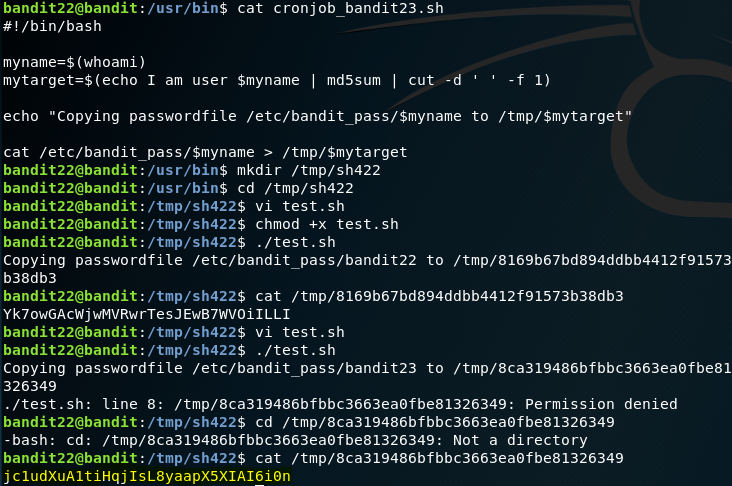 bandit22@bandit:/usr/bin$ cat cronjob_bandit23.sh
#!/bin/bash
myname=$(whoami)
mytarget=$(echo I am user $myname | md5sum | cut -d ' ' -f 1)
echo "Copying passwordfile /etc/bandit_pass/$myname to /tmp/$mytarget"
cat /etc/bandit_pass/$myname > /tmp/$mytarget
bandit22@bandit:/usr/bin$ mkdir /tmp/sh422
bandit22@bandit:/usr/bin$ cd /tmp/sh422
bandit22@bandit:/tmp/sh422$ vi test.sh
bandit22@bandit:/tmp/sh422$ chmod +x test.sh
bandit22@bandit:/tmp/sh422$ ./test.sh
Copying passwordfile /etc/bandit_pass/bandit22 to /tmp/8169b67bd894ddbb4412f91573
b38db3
bandit22@bandit:/tmp/sh422$ cat /tmp/8169b67bd894ddbb4412f91573b38db3
Yk7owGAcWjwMVRwrTesJEwB7WVOiILLI
bandit22@bandit:/tmp/sh422$ vi test.sh
bandit22@bandit:/tmp/sh422$ ./test.sh
Copying passwordfile /etc/bandit_pass/bandit23 to /tmp/8ca319486bfbbc3663ea0fbe81
326349
./test.sh: line 8: /tmp/8ca319486bfbbc3663ea0fbe81326349: Permission denied
bandit22@bandit:/tmp/sh422$ cd /tmp/8ca319486bfbbc3663ea0fbe81326349
-bash: cd: /tmp/8ca319486bfbbc3663ea0fbe81326349: Not a directory
bandit22@bandit:/tmp/sh422$ cat /tmp/8ca319486bfbbc3663ea0fbe81326349
jc1udXuA1tiHqjIsL8yaapX5XIAI6i0n